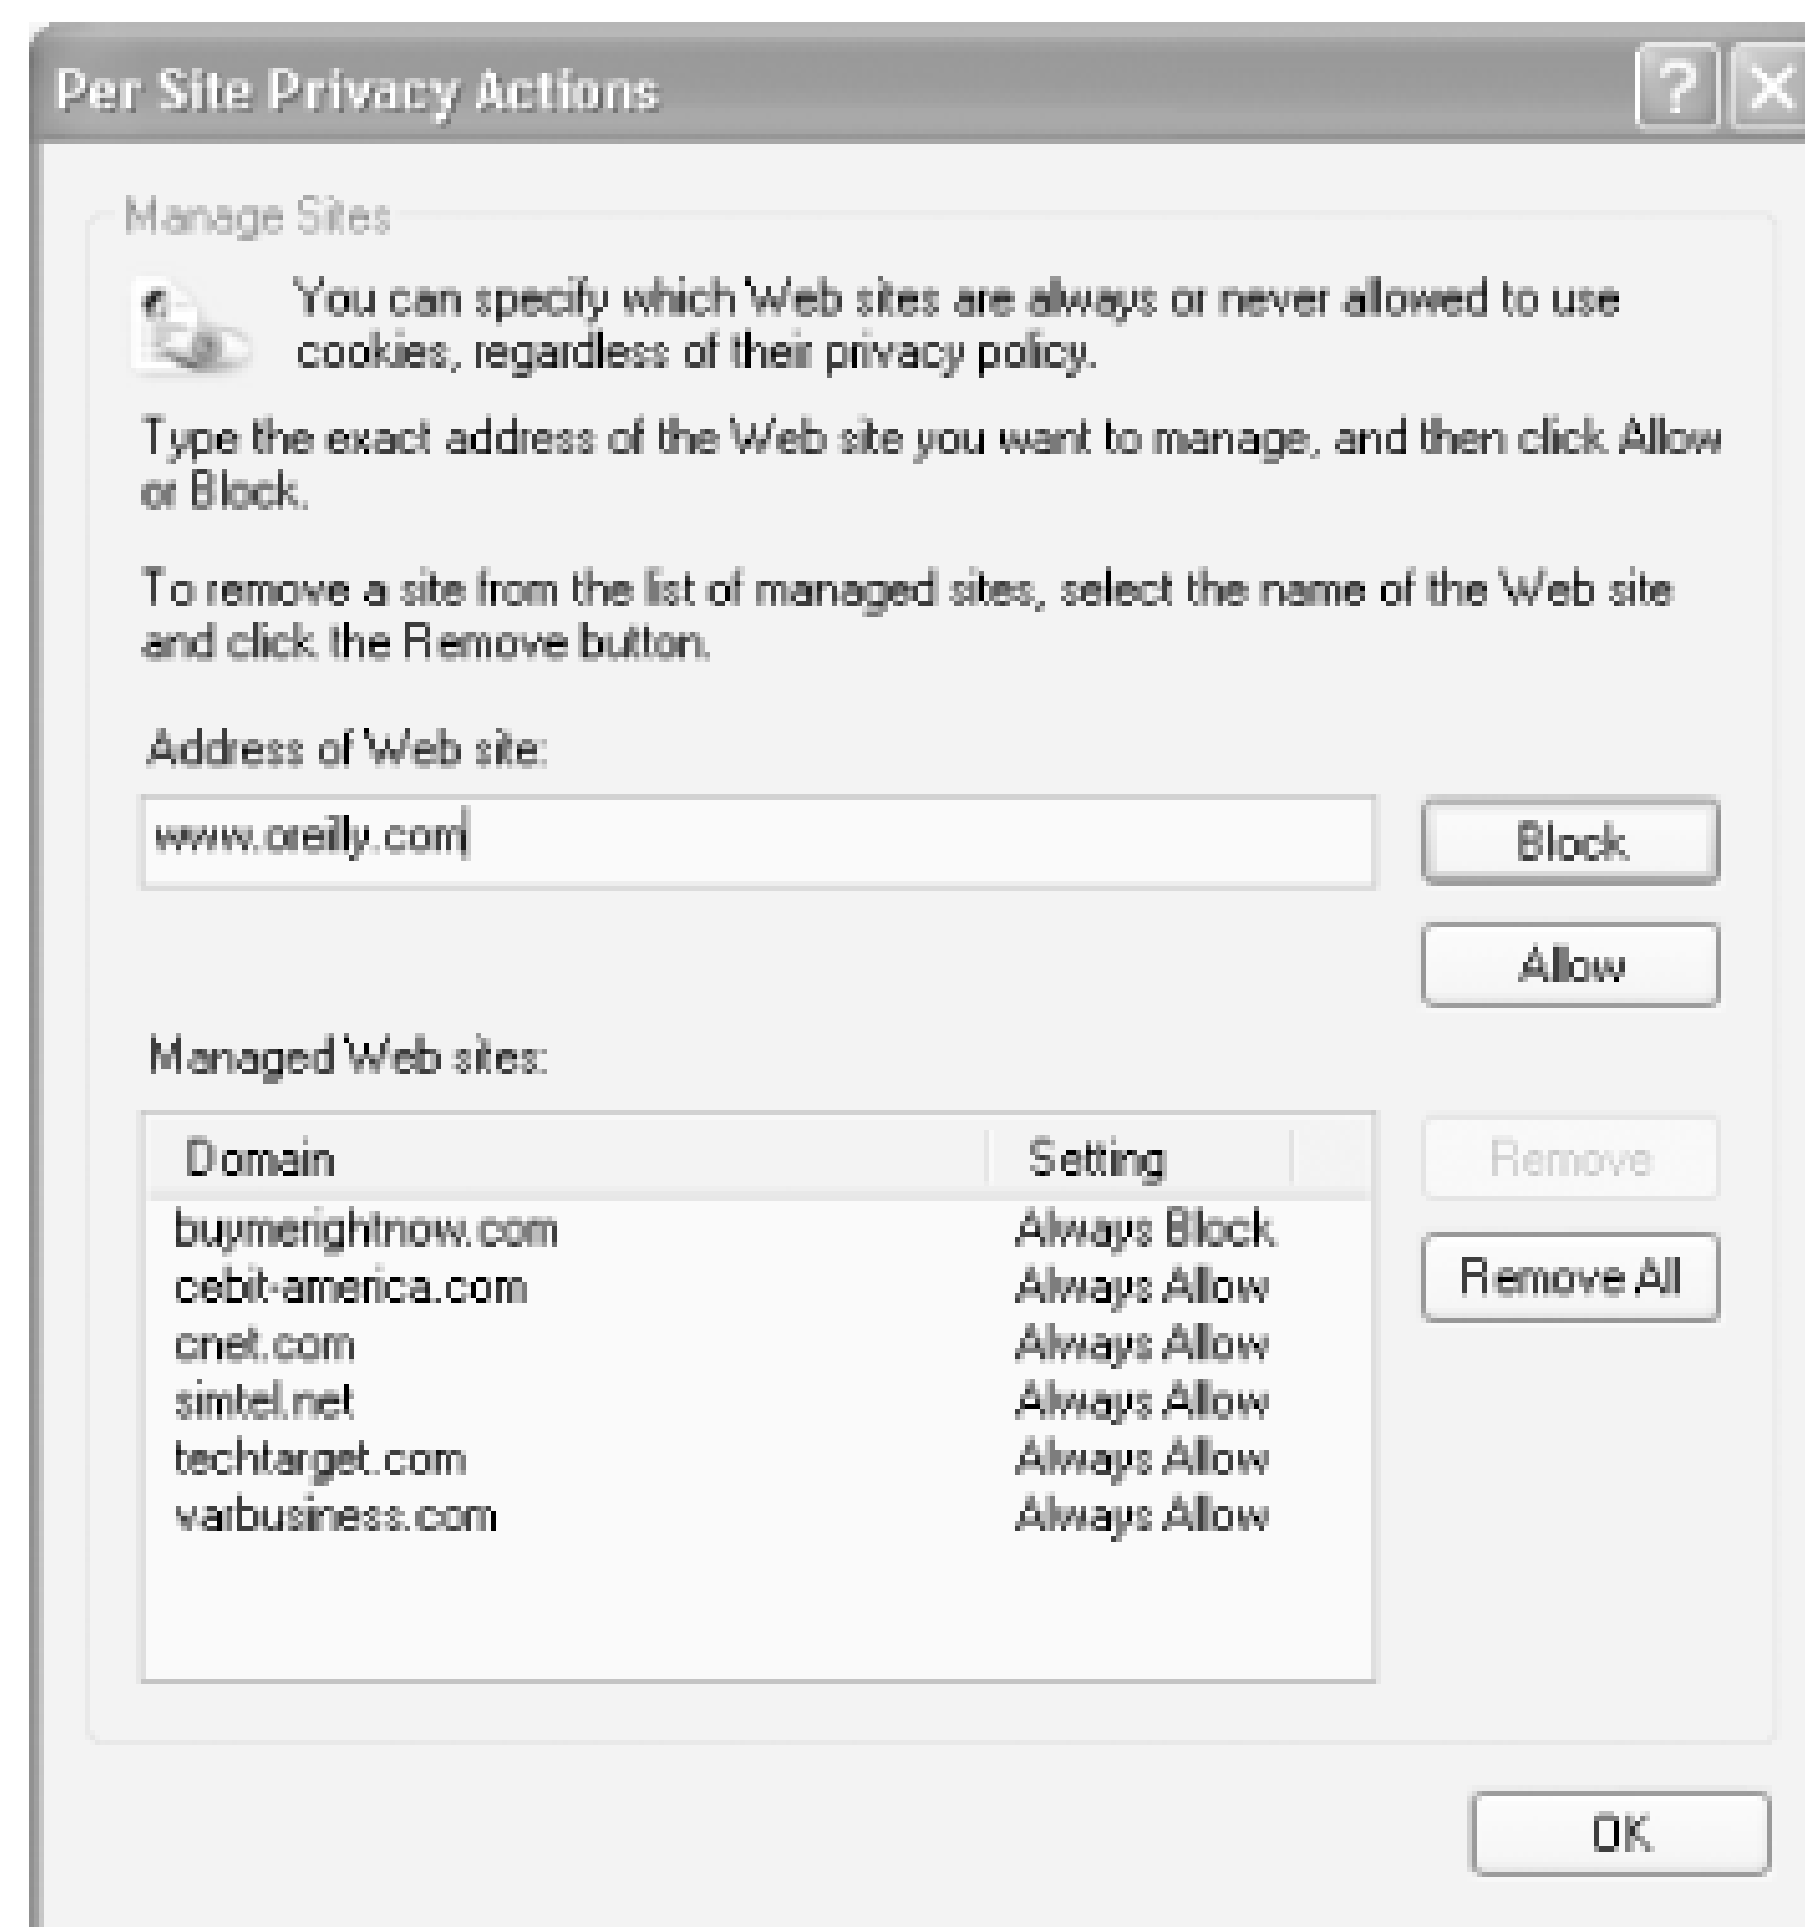 Per Site Privacy Actions
Manage Sites
You can specify which Web sites are always or never allowed to use
cookies, regardless of their privacy policy.
Type the exact address of the Web site you want to manage, and then click Allow
or Block.
To remove a site from the list of managed sites, select the name of the Web site
and click the Remove button.
Address of Web site:
www.oreilly.com Block
Allow
Managed Web sites:
Domain Setting Remove
buymerightnow.com Always Block
cebit-america.com Always Allow Remove All
cnet.com Always Allow
simtel.net Always Allow
techtarget.com Always Allow
varbusiness.com Always Allow
OK